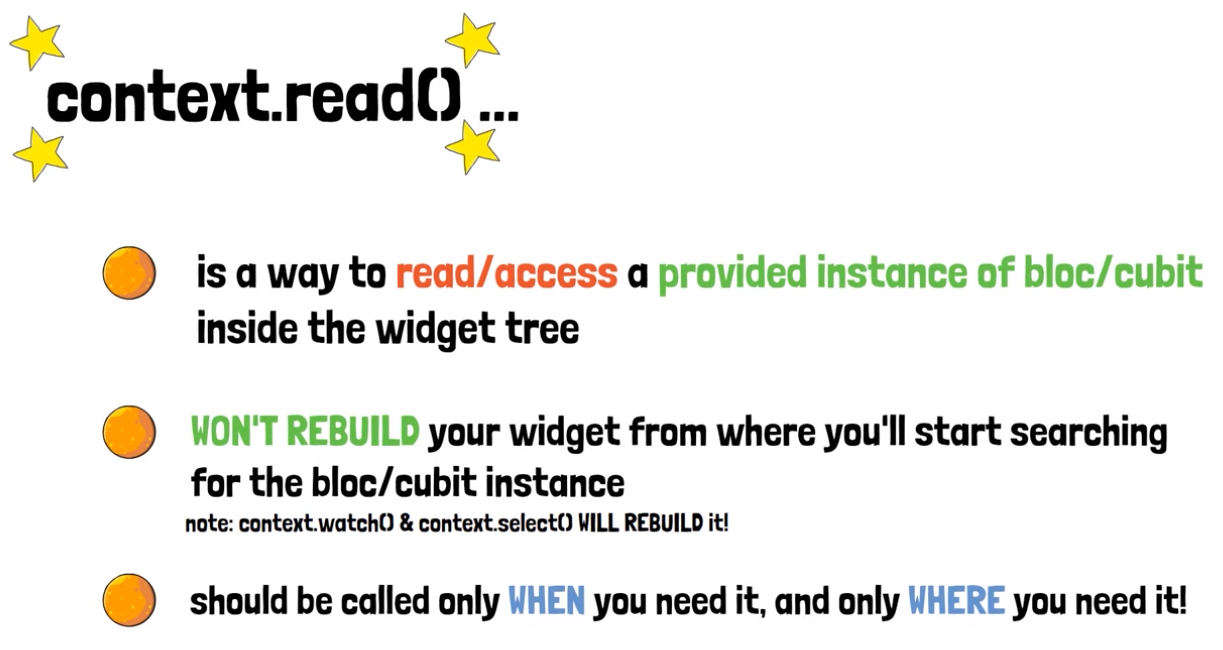 context.read() ...
is a way to read/access a provided instance of bloc/cubit
inside the widget tree
WON'T REBUILD your widget from where you'll start searching
for the bloc/cubit instance
note: context.watch() & context.select() WILL REBUILD it!
should be called only WHEN you need it, and only WHERE you need it!